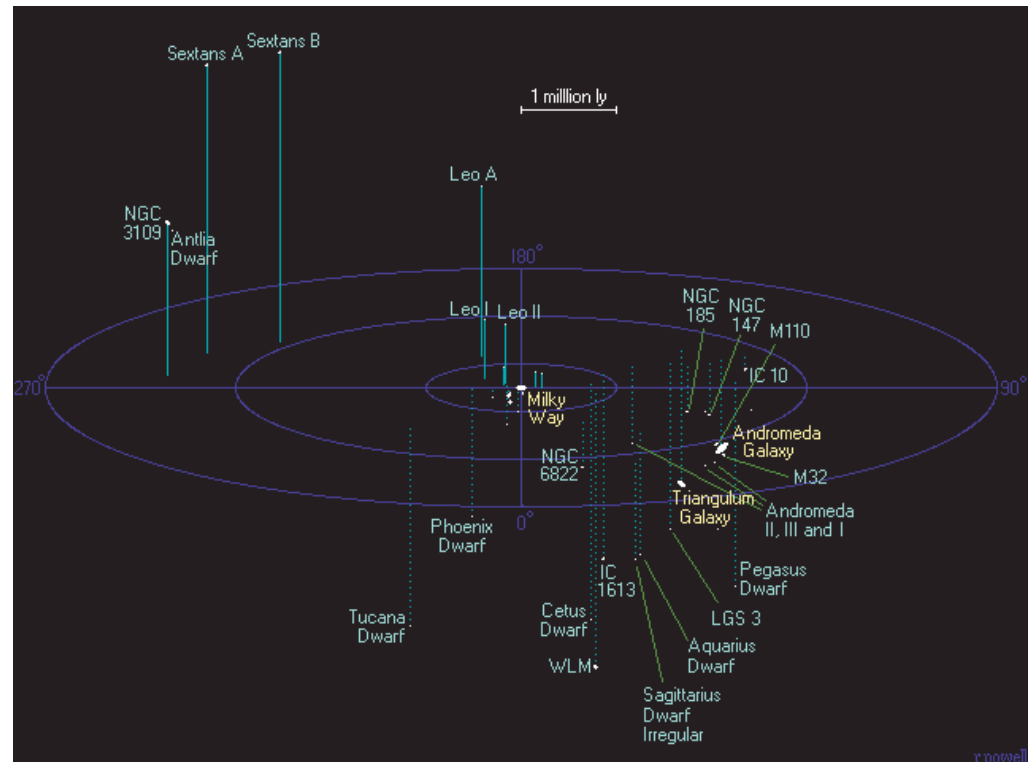 Sextans B
Sextans A
1 milllion ly
Leo A
NGC
3109
Antlia
Dwarf
180°
NGC
185
NGC
147
M110
Leo I
Leo II
IC 10
270°
90°
Milky
Way
Andromeda
Galaxy
NGC
6822
M32
Triangulum
Galaxy
Andromeda
II, III and I
Phoenix
Dwarf
0°
IC
1613
Pegasus
Dwarf
Tucana
Dwarf
Cetus
Dwarf
LGS 3
Aquarius
Dwarf
WLM
Sagittarius
Dwarf
Irregular
r powell